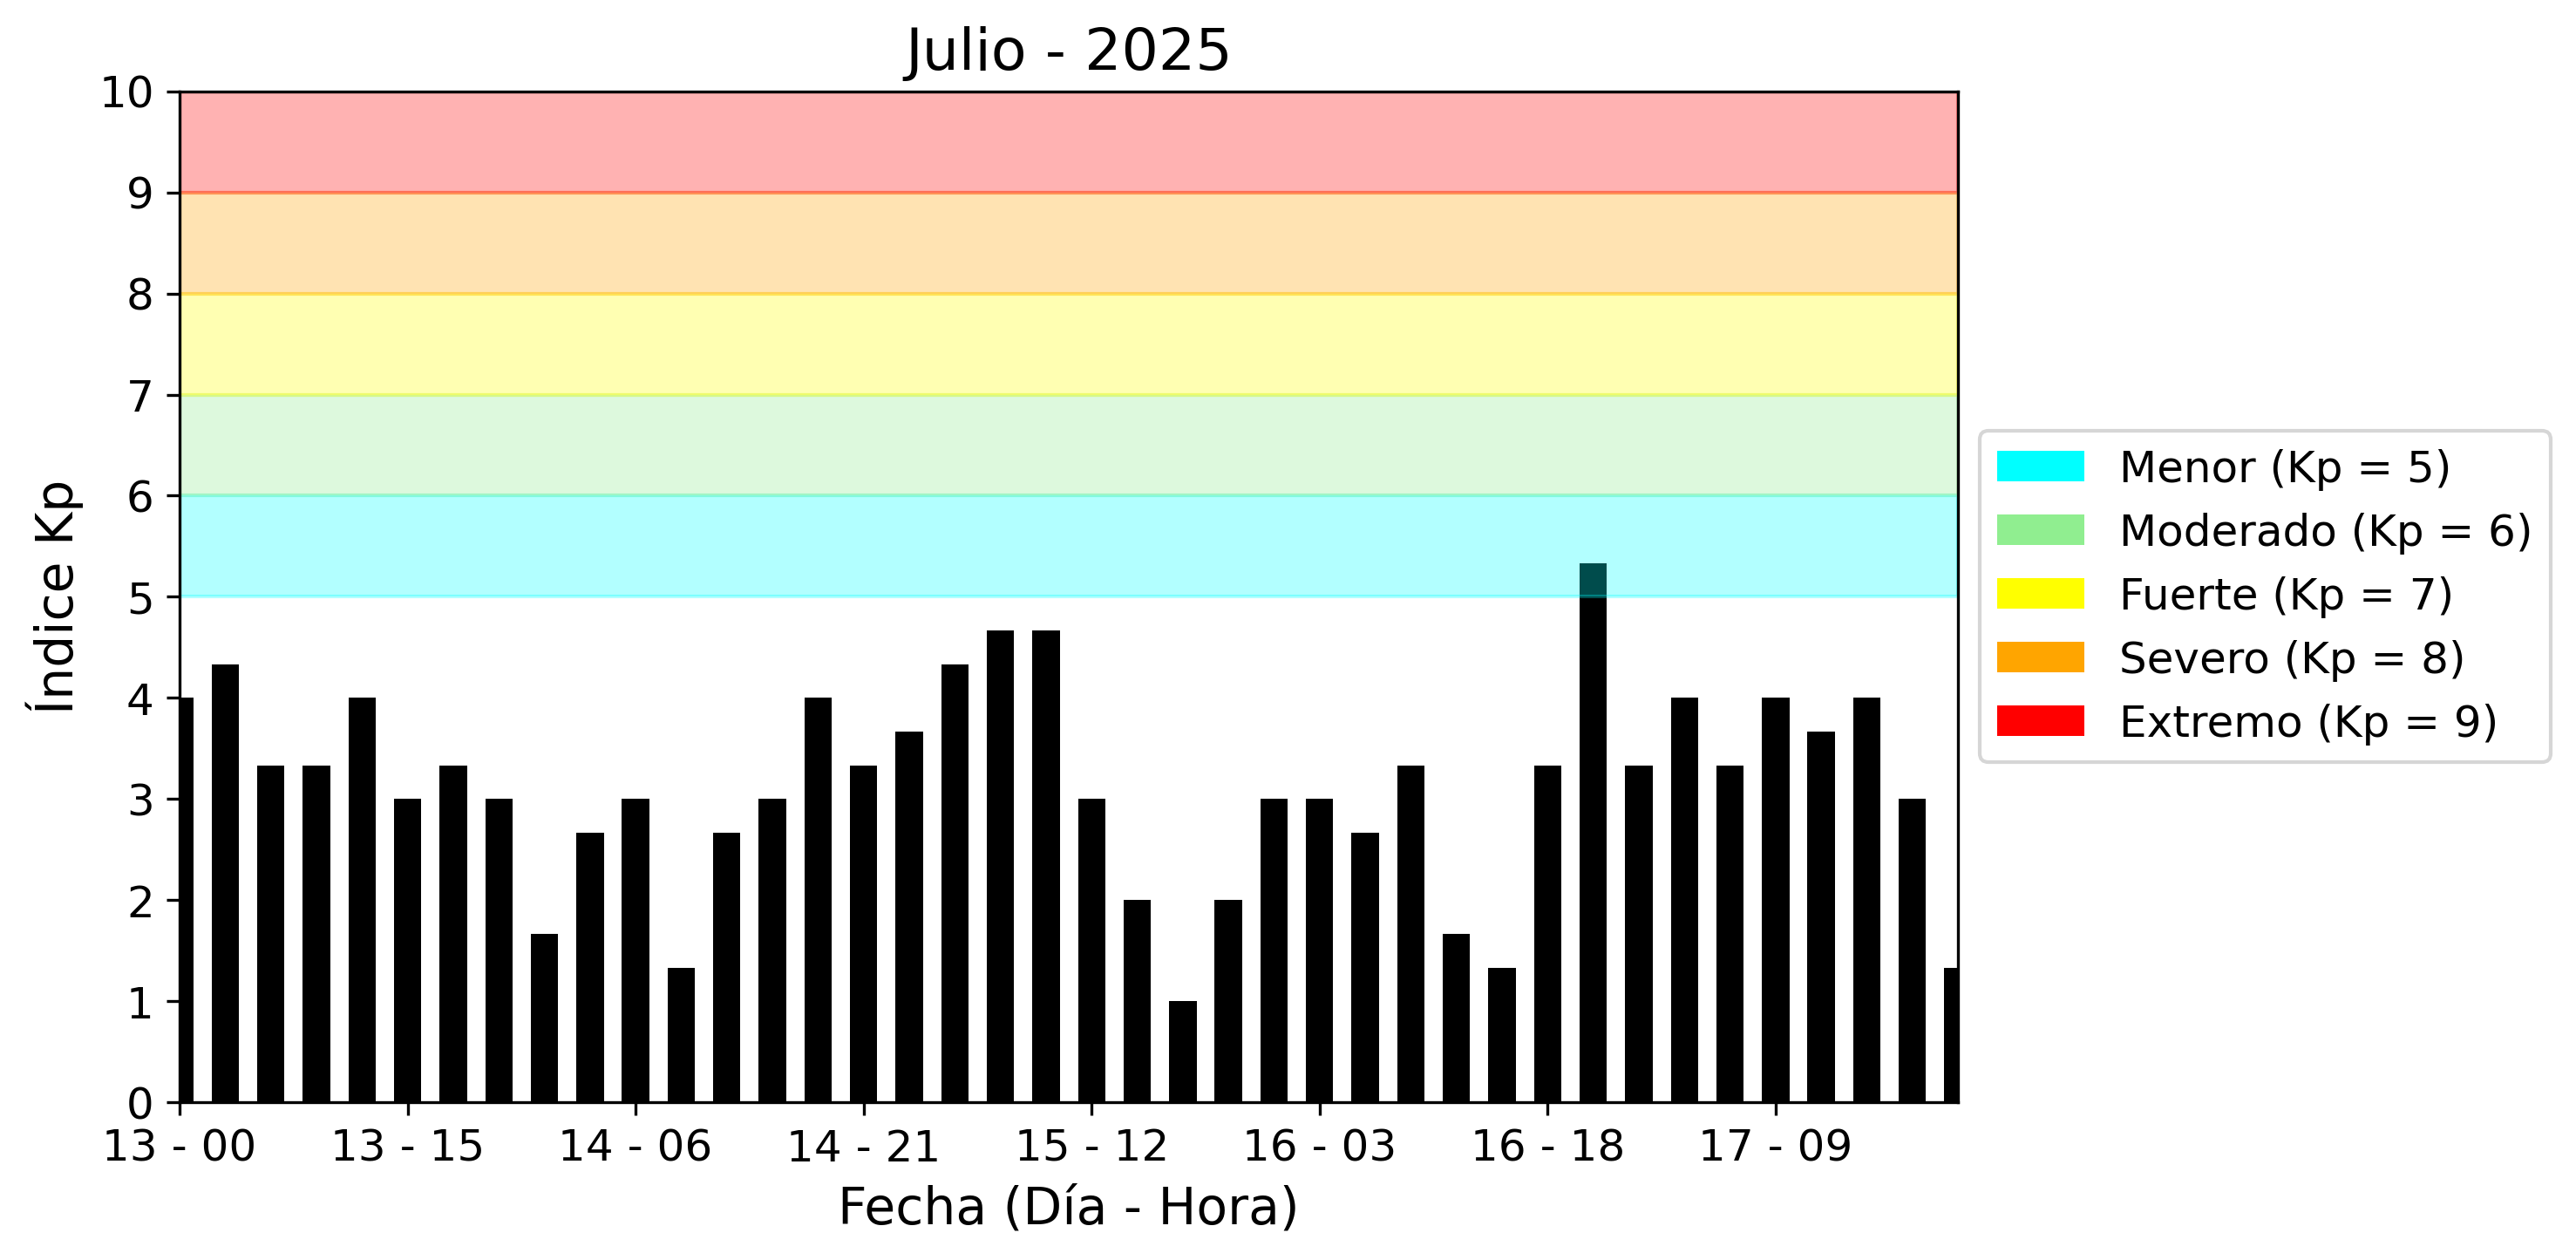 Julio - 2025
Índice Kp
10
9
8
7
6
5
4
3
2
1
0
13 - 00
13 - 15
14 - 06
14 - 21
15 - 12
16 - 03
16 - 18
17 - 09
Fecha (Día - Hora)
Menor (Kp = 5)
Moderado (Kp = 6)
Fuerte (Kp = 7)
Severo (Kp = 8)
Extremo (Kp = 9)